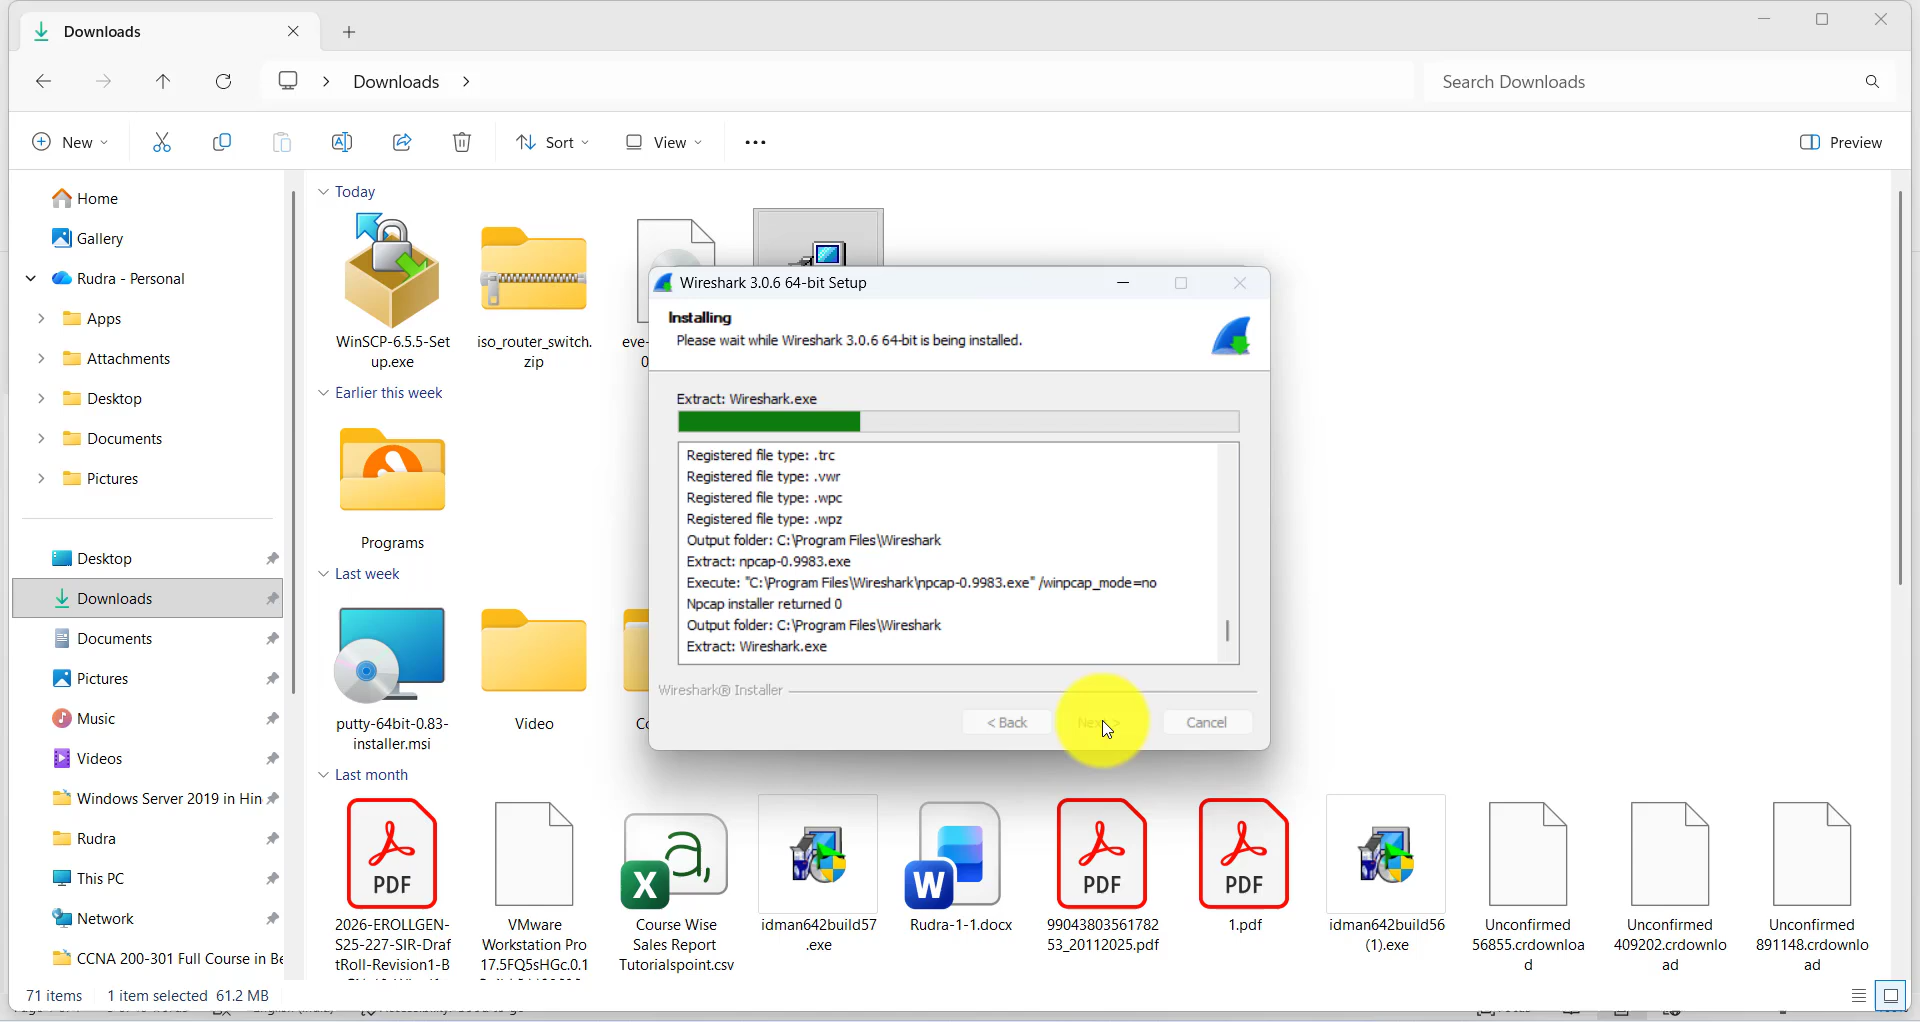 Downloads
Downloads
Search Downloads
New
Sort
View
Preview
Home
Gallery
Rudra - Personal
Apps
Attachments
Desktop
Documents
Pictures
Desktop
Downloads
Documents
Pictures
Music
Videos
Windows Server 2019 in Hin
Rudra
This PC
Network
CCNA 200-301 Full Course in Be
Today
WinSCP-6.5.5-Set
up.exe
iso_router_switch.
zip
eve-
Earlier this week
Programs
Last week
putty-64bit-0.83-
installer.msi
Video
Last month
PDF
2026-EROLLGEN-
S25-227-SIR-Draf
tRoll-Revision1-B
VMware
Workstation Pro
17.5FQ5sHGc.0.1
X
a,
Course Wise
Sales Report
Tutorialspoint.csv
idman642build57
.exe
W
Rudra-1-1.docx
PDF
99043803561782
53_20112025.pdf
PDF
1.pdf
idman642build56
(1).exe
Unconfirmed
56855.crdownloa
d
Unconfirmed
409202.crdownlo
ad
Unconfirmed
891148.crdownlo
ad
Wireshark 3.0.6 64-bit Setup
Installing
Please wait while Wireshark 3.0.6 64-bit is being installed.
Extract: Wireshark.exe
Registered file type: .trc
Registered file type: .vwr
Registered file type: .wpc
Registered file type: .wpz
Output folder: C:\Program Files\Wireshark
Extract: npcap-0.9983.exe
Execute: "C:\Program Files\Wireshark\npcap-0.9983.exe" /winpcap_mode=no
Npcap installer returned 0
Output folder: C:\Program Files\Wireshark
Extract: Wireshark.exe
Wireshark® Installer
< Back
Next >
Cancel
71 items
1 item selected 61.2 MB